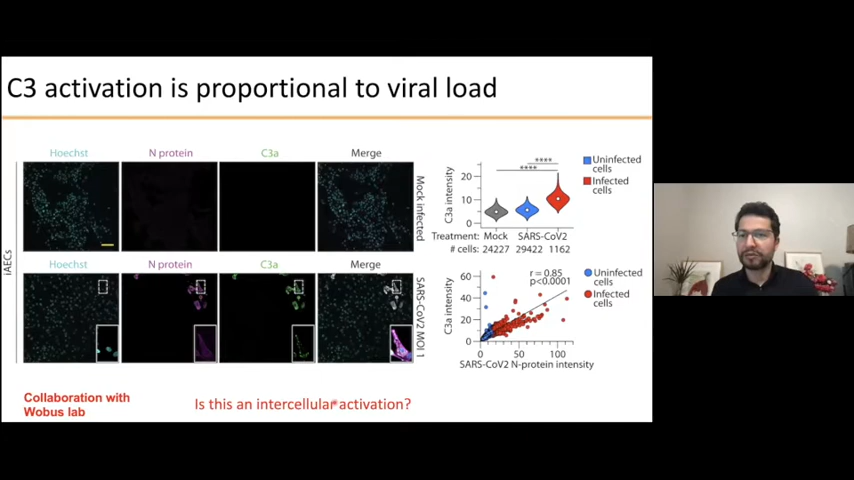 C3 activation is proportional to viral load
Hoechst
N protein
C3a
Merge
Mock infected
iAECs
Hoechst
N protein
C3a
Merge
SARS-CoV2 MOI 1
C3a intensity
20
10
0
****
****
Uninfected
cells
Infected
cells
Treatment: Mock SARS-CoV2
# cells: 24227 29422 1162
C3a intensity
60
40
20
0
r = 0.85
p<0.0001
Uninfected
cells
Infected
cells
0 50 100
SARS-CoV2 N-protein intensity
Collaboration with
Wobus lab
Is this an intercellular activation?